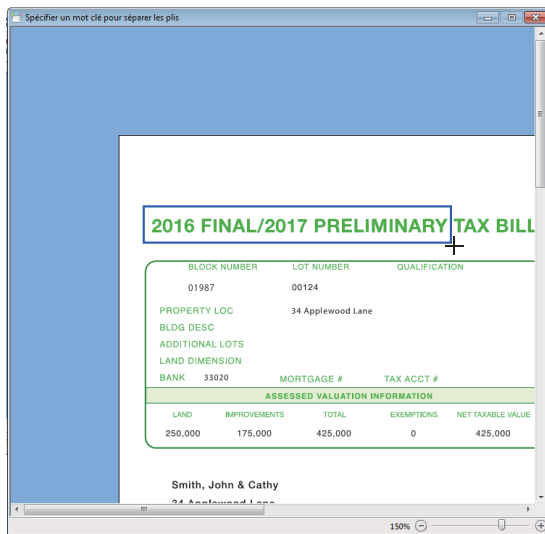 Spécifier un mot clé pour séparer les plis
2016 FINAL/2017 PRELIMINARY TAX BILL
BLOCK NUMBER LOT NUMBER QUALIFICATION
01987 00124
PROPERTY LOC 34 Applewood Lane
BLDG DESC
ADDITIONAL LOTS
LAND DIMENSION
BANK 33020 MORTGAGE # TAX ACCT #
ASSESSED VALUATION INFORMATION
LAND IMPROVEMENTS TOTAL EXEMPTIONS NET TAXABLE VALUE
250,000 175,000 425,000 0 425,000
Smith, John & Cathy
34 Applewood Lane
150%